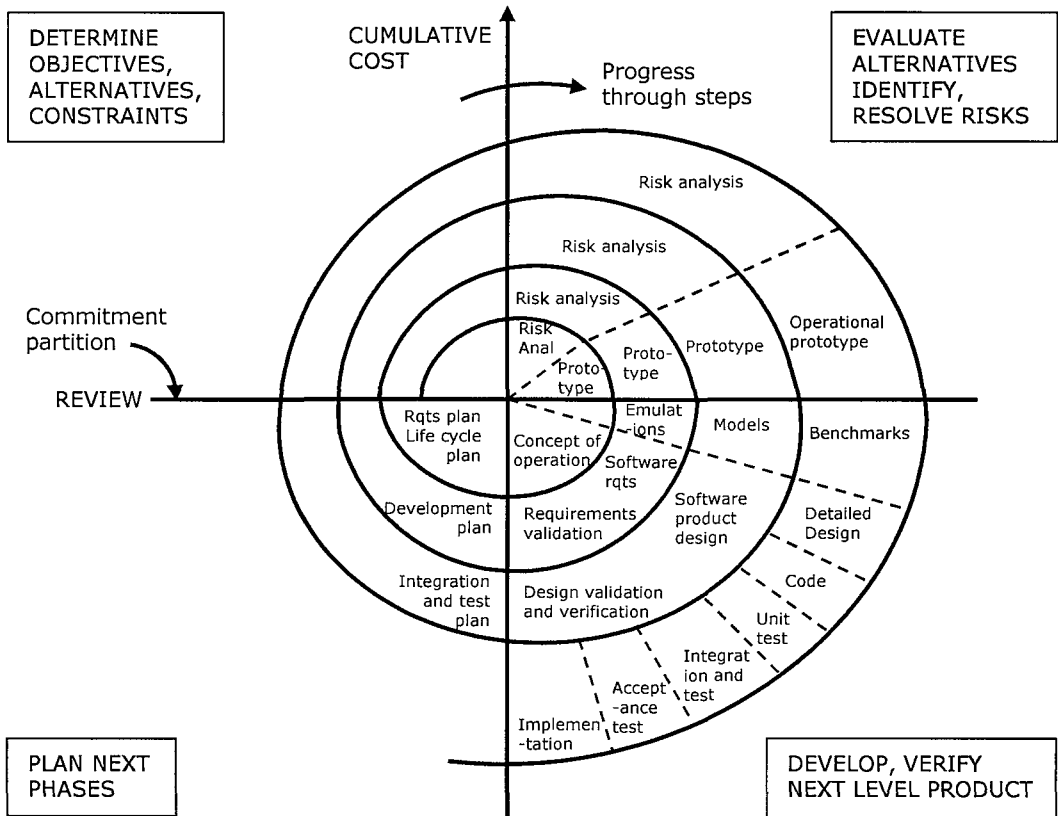 DETERMINE
OBJECTIVES,
ALTERNATIVES,
CONSTRAINTS
CUMULATIVE
COST
Progress
through steps
EVALUATE
ALTERNATIVES
IDENTIFY,
RESOLVE RISKS
Risk analysis
Risk analysis
Risk analysis
Risk
Anal
Proto-
type
Proto-
type
Prototype
Operational
prototype
Commitment
partition
REVIEW
Rqts plan
Life cycle
plan
Concept of
operation
Emulat
-ions
Models
Benchmarks
Software
rqts
Development
plan
Requirements
validation
Software
product
design
Detailed
Design
Code
Unit
test
Integration
and test
plan
Design validation
and verification
Integrat
ion and
test
Accept
-ance
test
Implemen
-tation
PLAN NEXT
PHASES
DEVELOP, VERIFY
NEXT LEVEL PRODUCT